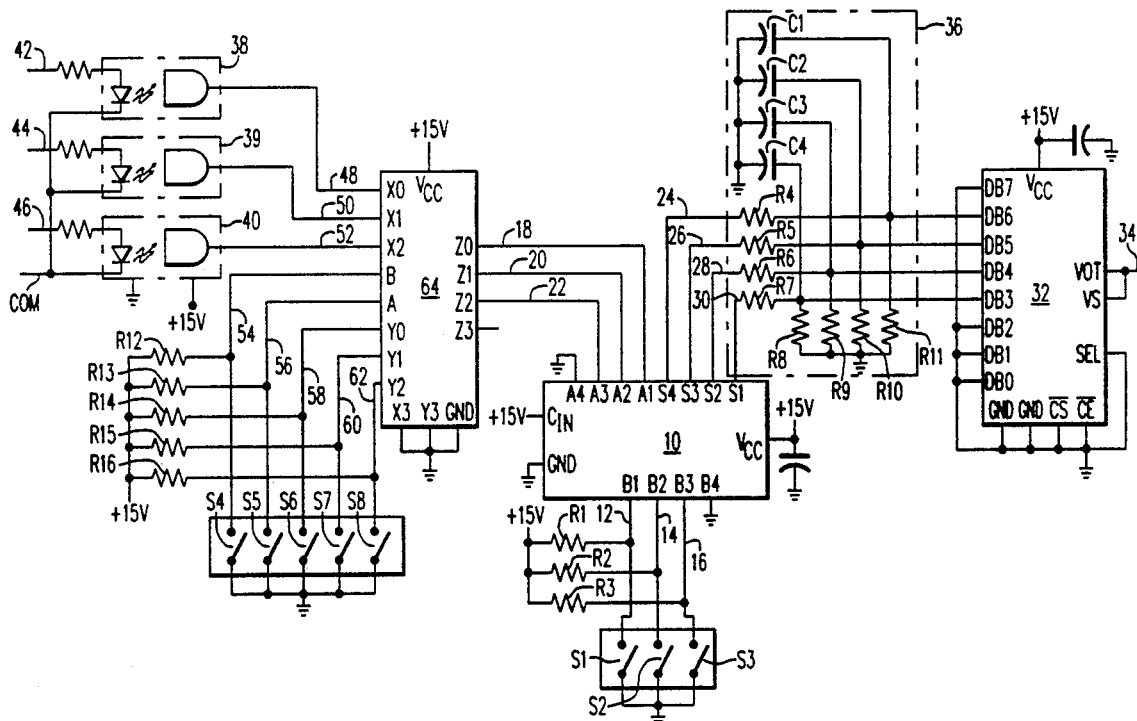 42
38
44
39
46
40
COM
+15V
48
50
52
54
56
58
60
62
+15V
VCC
X0
X1
X2
B
A
Y0
Y1
Y2
X3 Y3 GND
64
Z0
Z1
Z2
Z3
18
20
22
R12
R13
R14
R15
R16
+15V
S4
S5
S6
S7
S8
36
C1
C2
C3
C4
24
26
28
30
R4
R5
R6
R7
R8
R9
R10
R11
A4 A3 A2 A1 S4 S3 S2 S1
+15V
CIN
10
VCC
+15V
GND
B1 B2 B3 B4
+15V
R1
R2
R3
12
14
16
S1
S2
S3
+15V
VCC
DB7
DB6
DB5
DB4
DB3
DB2
DB1
DB0
32
VOT
VS
SEL
34
GND GND CS CE